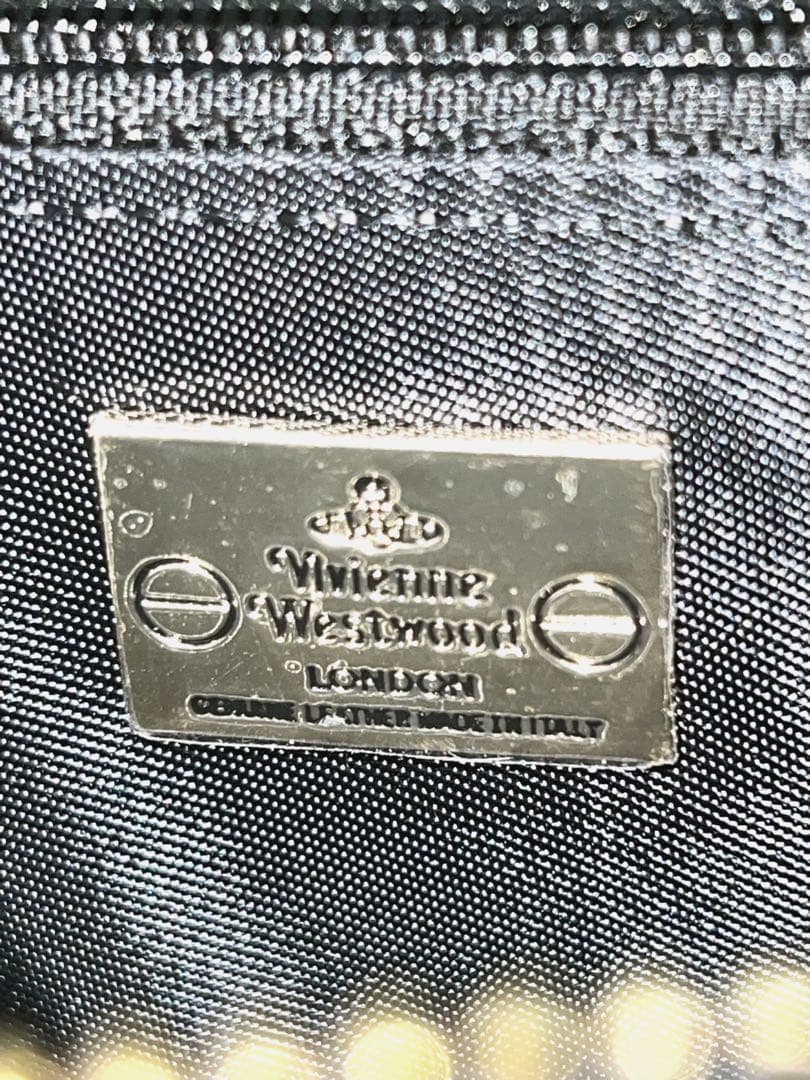 Vivienne
Westwood
LONDON
GENUINE LEATHER MADE IN ITALY